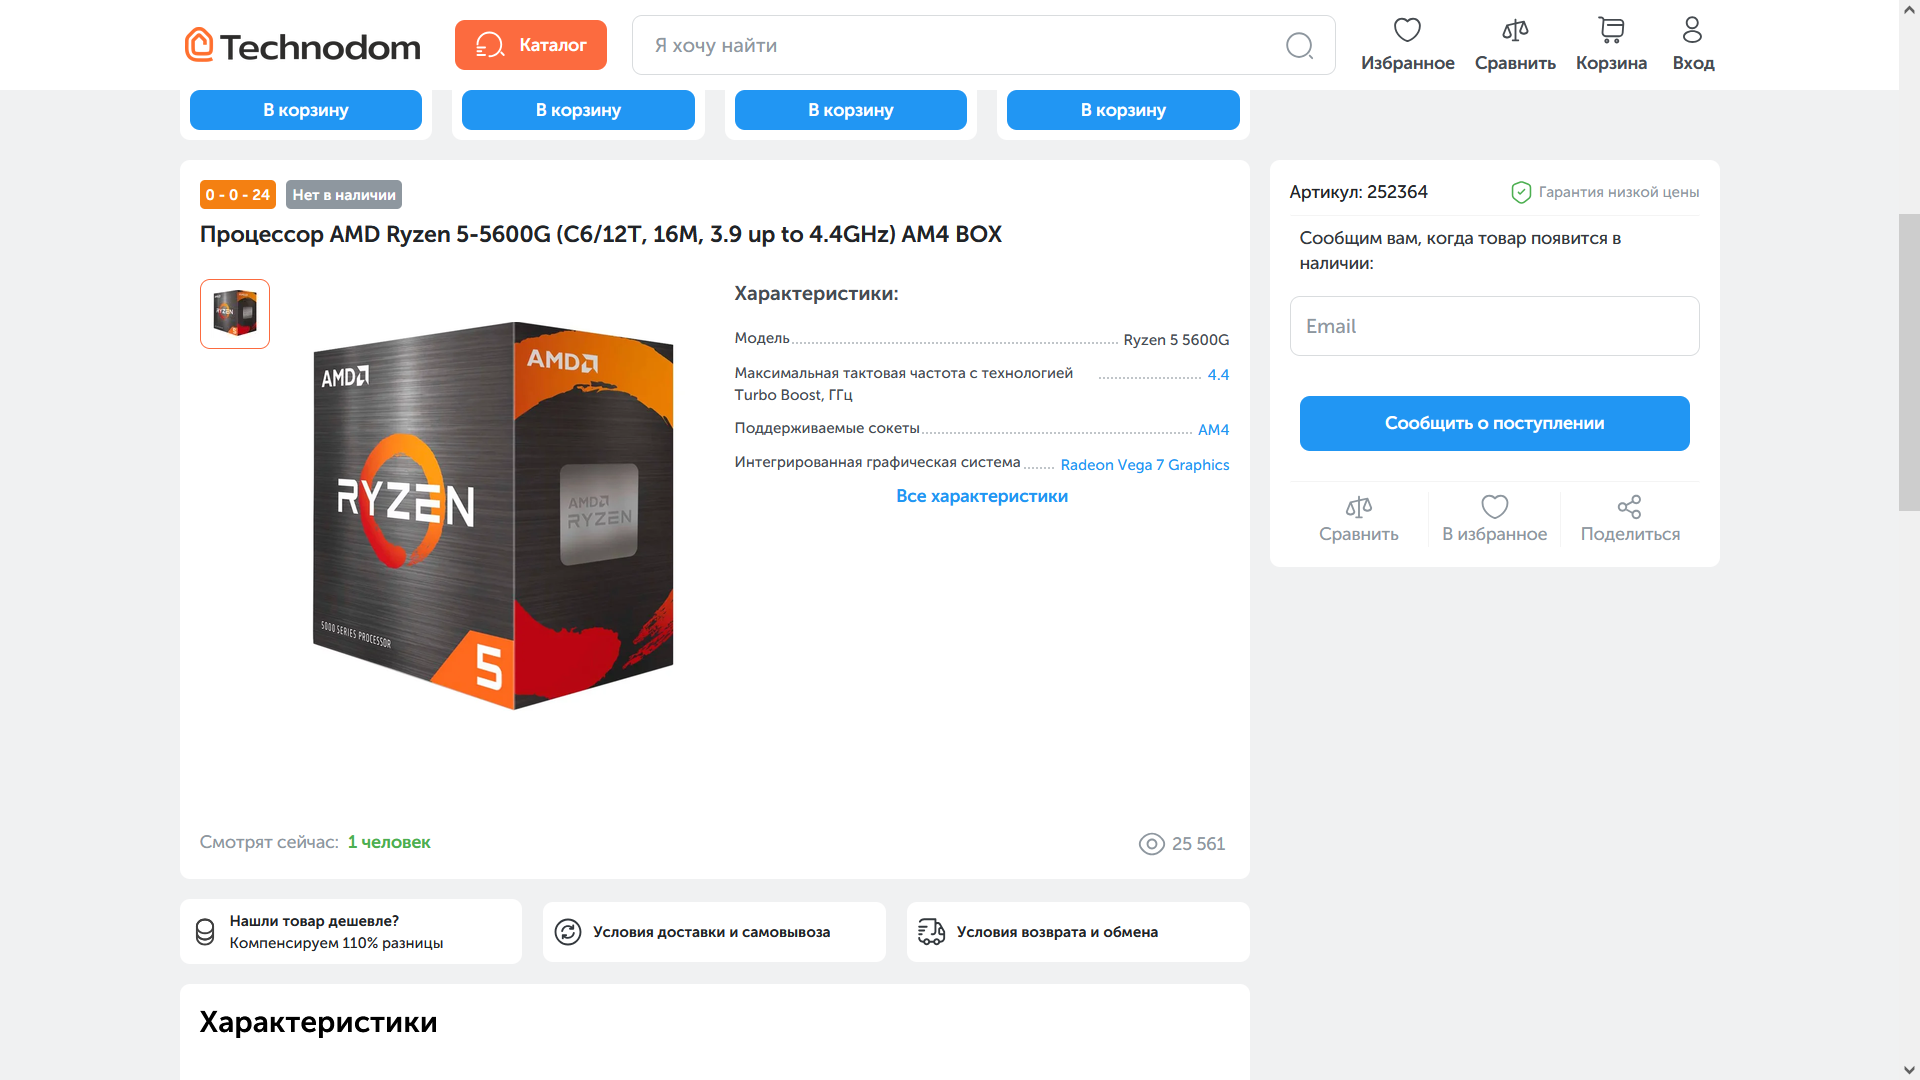 Technodom
Каталог
Я хочу найти
Избранное
Сравнить
Корзина
Вход
В корзину
В корзину
В корзину
В корзину
0 - 0 - 24
Нет в наличии
Процессор AMD Ryzen 5-5600G (C6/12T, 16M, 3.9 up to 4.4GHz) AM4 BOX
AMD
RYZEN
5000 SERIES PROCESSOR
5
AMD
AMD
RYZEN
RYZEN
Характеристики:
Модель Ryzen 5 5600G
Максимальная тактовая частота с технологией 4.4
Turbo Boost, ГГц
Поддерживаемые сокеты AM4
Интегрированная графическая система Radeon Vega 7 Graphics
Все характеристики
Смотрят сейчас: 1 человек
25 561
Артикул: 252364
Гарантия низкой цены
Сообщим вам, когда товар появится в
наличии:
Email
Сообщить о поступлении
Сравнить
В избранное
Поделиться
Нашли товар дешевле?
Компенсируем 110% разницы
Условия доставки и самовывоза
Условия возврата и обмена
Характеристики